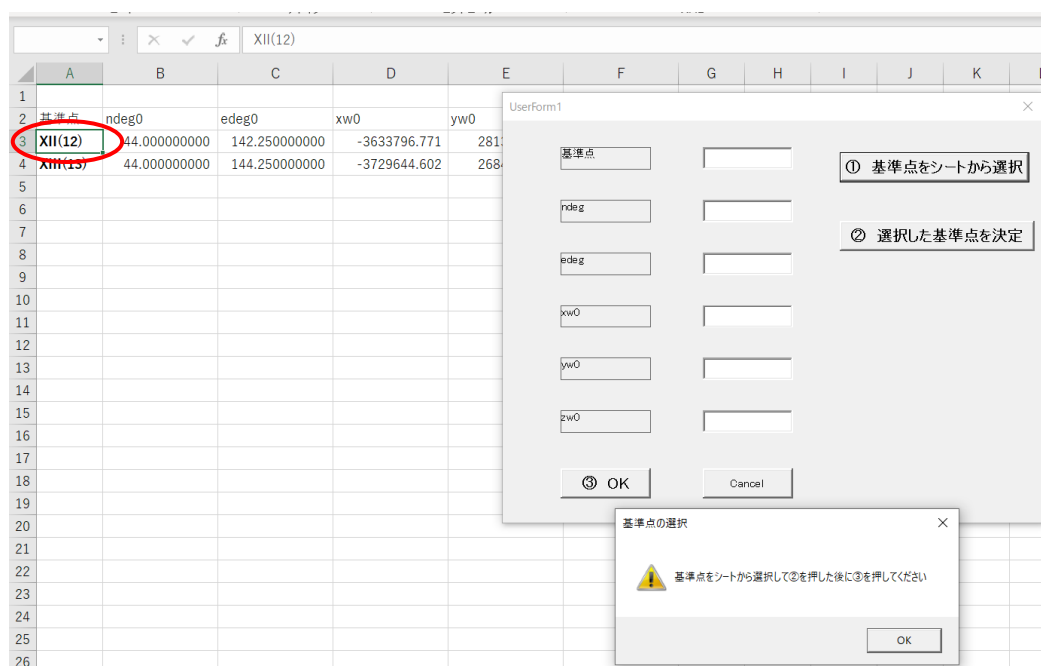 fx XII(12)
A B C D E F G H I J K
1
2 基準点 ndeg0 edeg0 xw0 yw0
3 XII(12) 44.000000000 142.250000000 -3633796.771
4 XIII(13) 44.000000000 144.250000000 -3729644.602
5
6
7
8
9
10
11
12
13
14
15
16
17
18
19
20
21
22
23
24
25
26
UserForm1
基準点
① 基準点をシートから選択
ndeg
② 選択した基準点を決定
edeg
xw0
yw0
zw0
③ OK Cancel
基準点の選択
基準点をシートから選択して②を押した後に③を押してください
OK